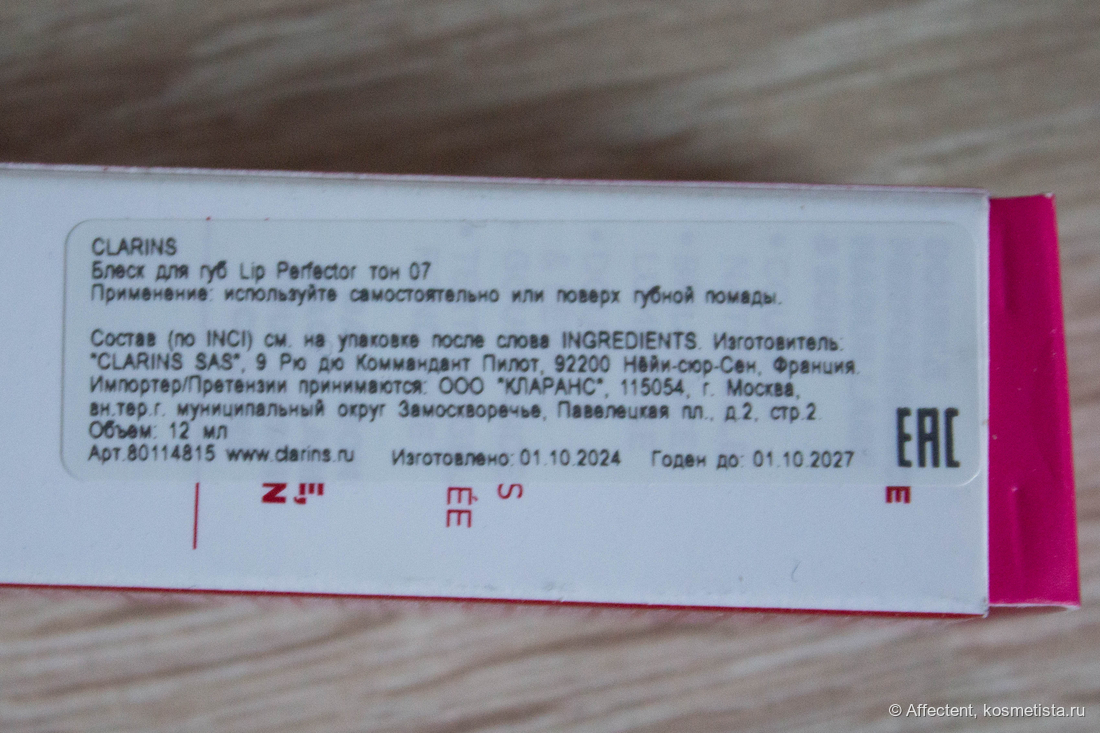 CLARINS
Блеск для губ Lip Perfector тон 07
Применение: используйте самостоятельно или поверх губной помады.
Состав (по INCI) см. на упаковке после слова INGREDIENTS. Изготовитель:
"CLARINS SAS", 9 Рю дю Коммандант Пилот, 92200 Нёйи-сюр-Сен, Франция.
Импортер/Претензии принимаются: ООО "КЛАРАНС", 115054, г. Москва,
вн.тер.г. муниципальный округ Замоскворечье, Павелецкая пл., д.2, стр.2.
Объем: 12 мл
Арт.80114815 www.clarins.ru Изготовлено: 01.10.2024 Годен до: 01.10.2027
EAC
© Affectent, kosmetista.ru